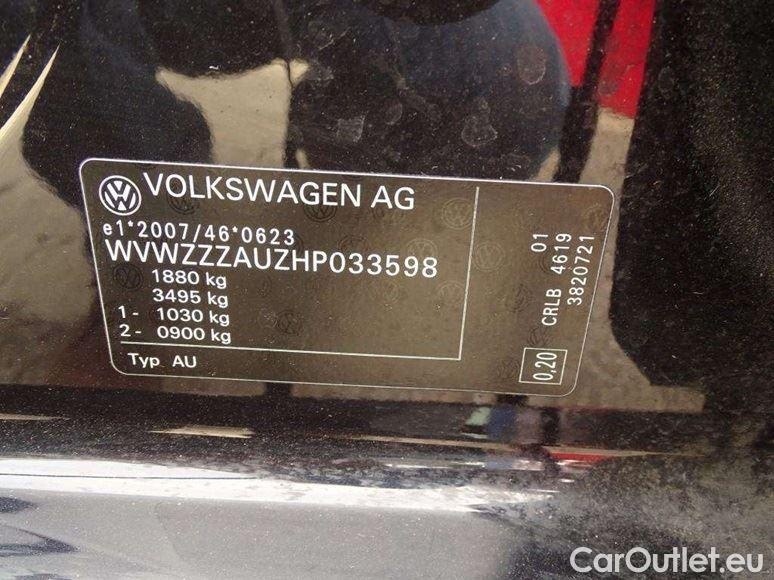 VOLKSWAGEN AG
e1*2007/46*0623
WVWZZZAUZHP033598
1880 kg
3495 kg
1 - 1030 kg
2 - 0900 kg
Typ AU
01
CRLB 4619
3820721
0,20
CarOutlet.eu